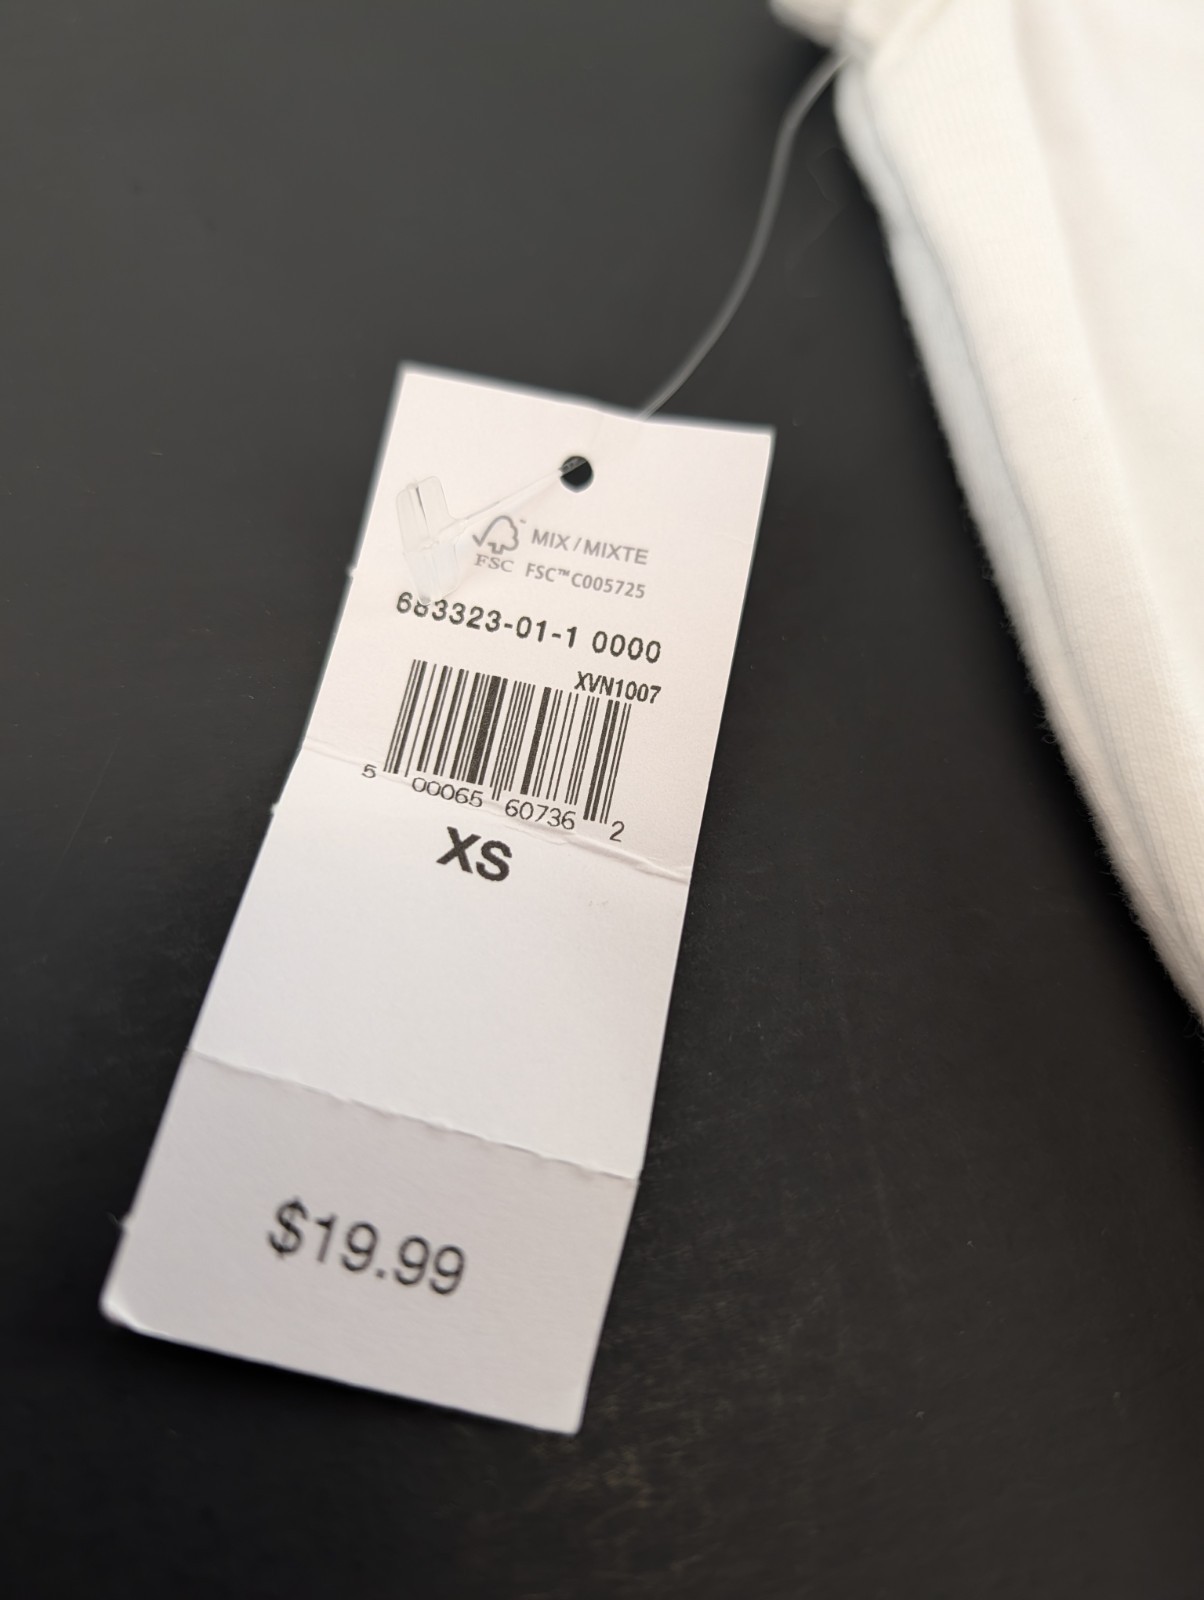 MIX / MIXTE
FSC FSC™ C005725
683323-01-1 0000
XVN1007
5 00065 60736 2
XS
$19.99